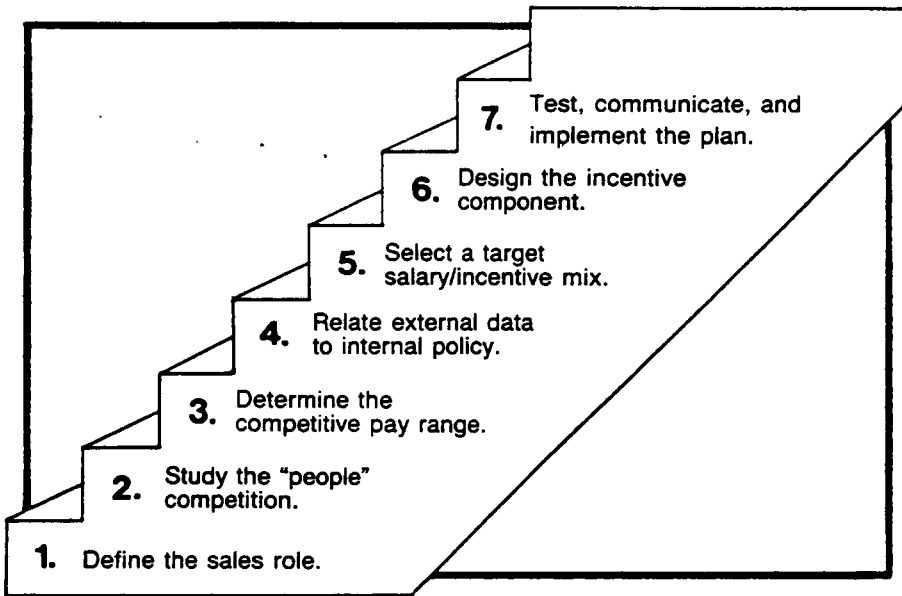 7. Test, communicate, and
implement the plan.
6. Design the incentive
component.
5. Select a target
salary/incentive mix.
4. Relate external data
to internal policy.
3. Determine the
competitive pay range.
2. Study the “people”
competition.
1. Define the sales role.